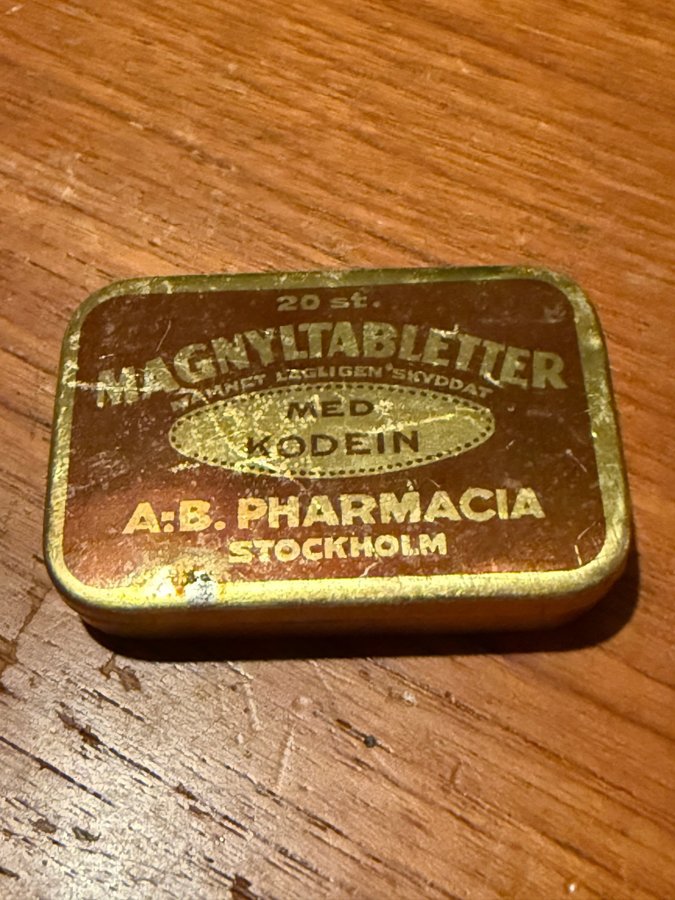 20 st.
MAGNYLTABLETTER
NAMNET LAGLIGEN SKYDDAT
MED
KODEIN
A.-B. PHARMACIA
STOCKHOLM